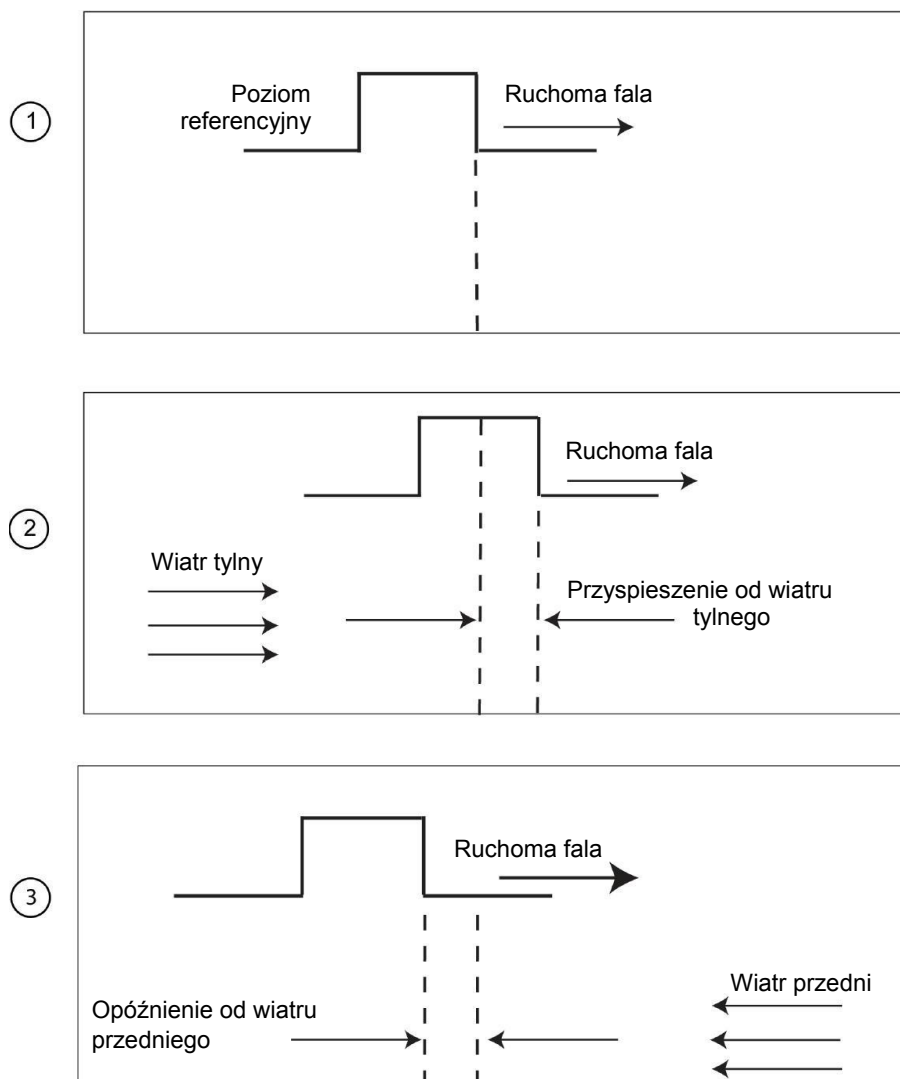 1
Poziom
referencyjny
Ruchoma fala
2
Ruchoma fala
Wiatr tylny
Przyspieszenie od wiatru
tylnego
3
Ruchoma fala
Wiatr przedni
Opóźnienie od wiatru
przedniego